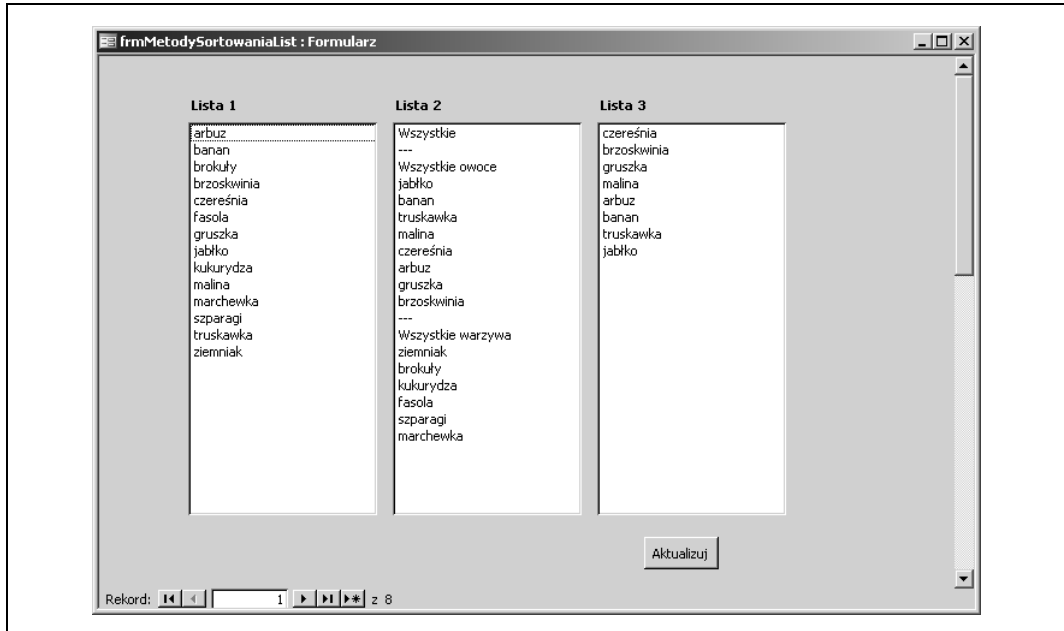 frmMetodySortowaniaList : Formularz
Lista 1
arbuz
banan
brokuły
brzoskwinia
czereśnia
fasola
gruszka
jabłko
kukurydza
malina
marchewka
szparagi
truskawka
ziemniak
Lista 2
Wszystkie
---
Wszystkie owoce
jabłko
banan
truskawka
malina
czereśnia
arbuz
gruszka
brzoskwinia
---
Wszystkie warzywa
ziemniak
brokuły
kukurydza
fasola
szparagi
marchewka
Lista 3
czereśnia
brzoskwinia
gruszka
malina
arbuz
banan
truskawka
jabłko
Aktualizuj
Rekord: 1 z 8